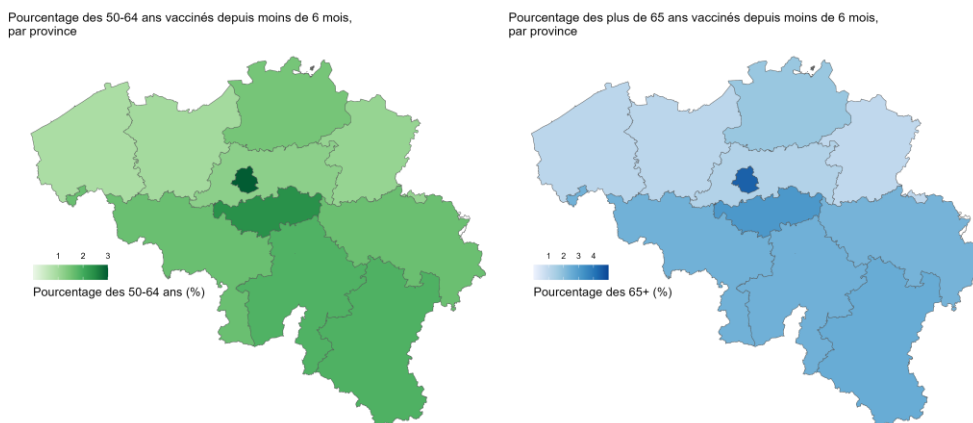 Pourcentage des 50-64 ans vaccinés depuis moins de 6 mois,
par province
1 2 3
Pourcentage des 50-64 ans (%)
Pourcentage des plus de 65 ans vaccinés depuis moins de 6 mois,
par province
1 2 3 4
Pourcentage des 65+ (%)